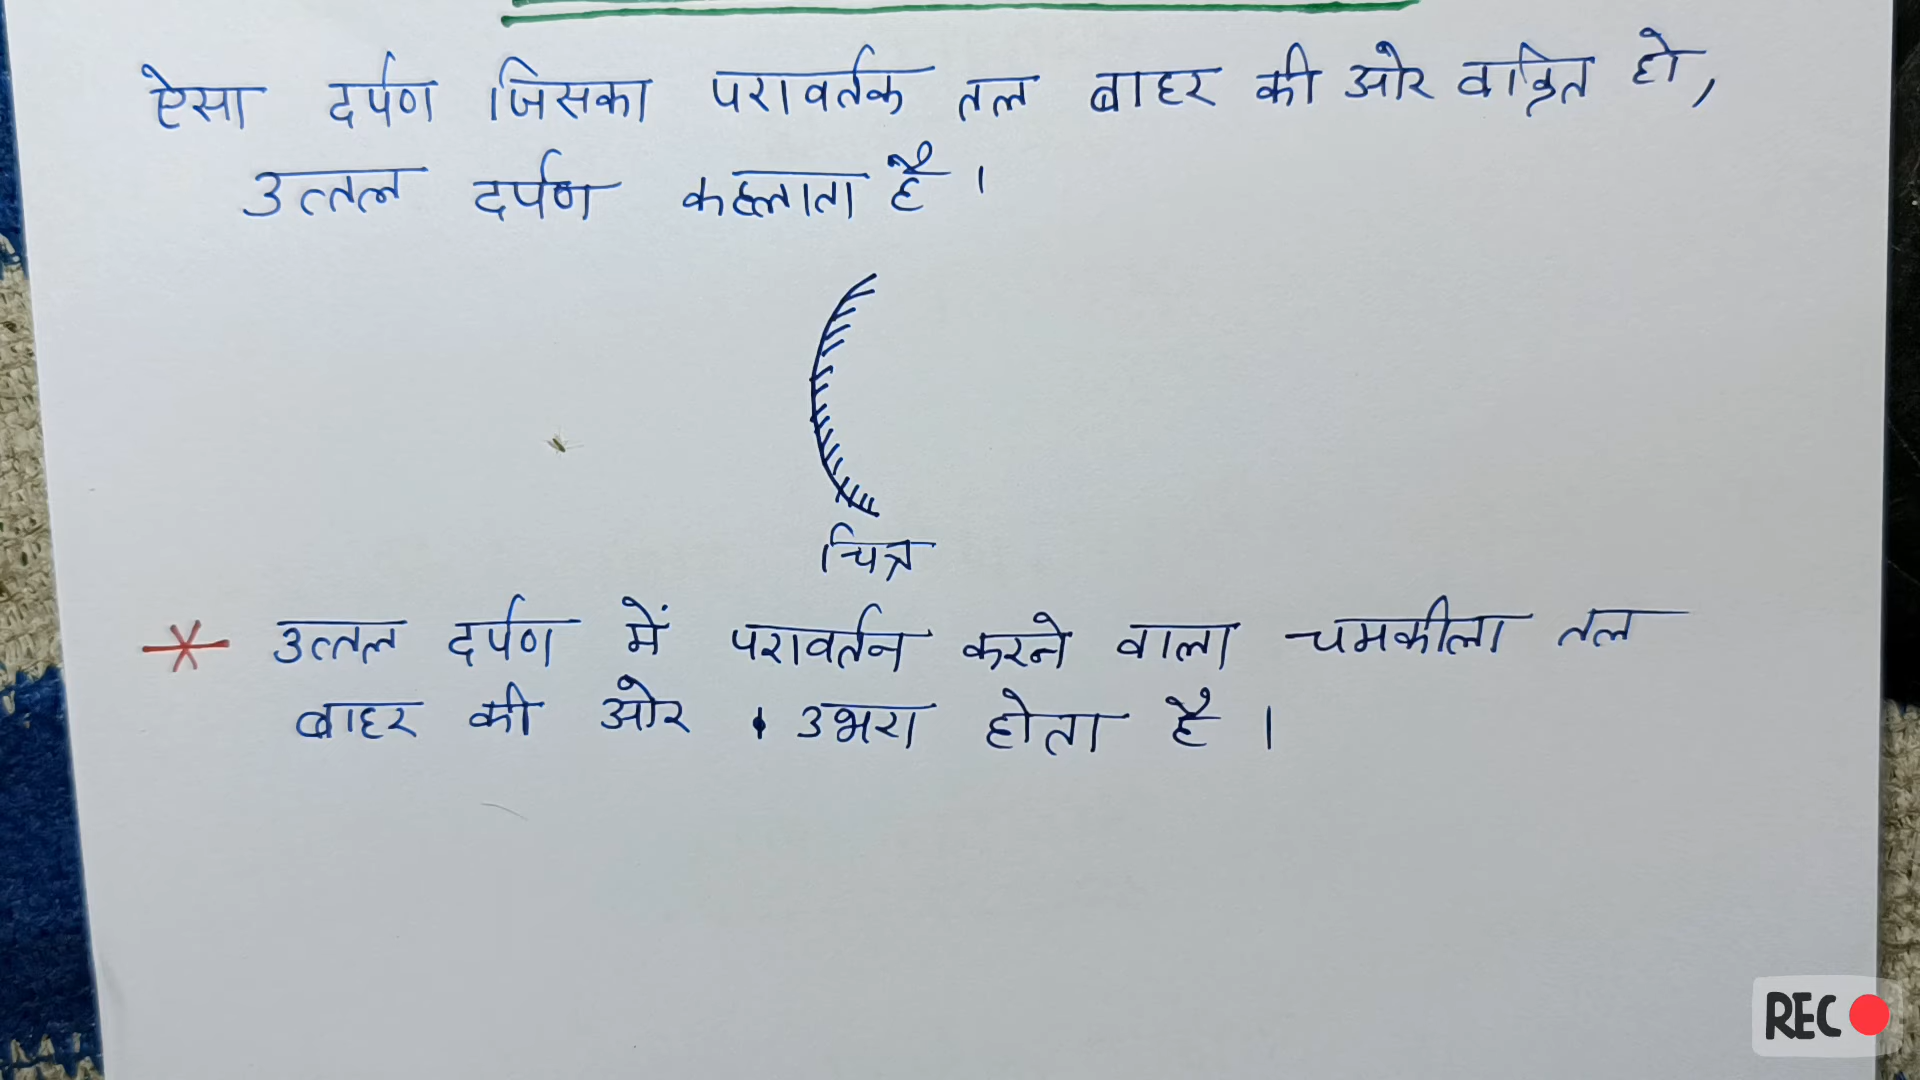 ऐसा दर्पण जिसका परावर्तक तल बाहर की ओर वक्रित हो,
उत्तल दर्पण कहलाता है ।
चित्र
* उत्तल दर्पण में परावर्तन करने वाला चमकीला तल
बाहर की ओर उभरा होता है ।
REC